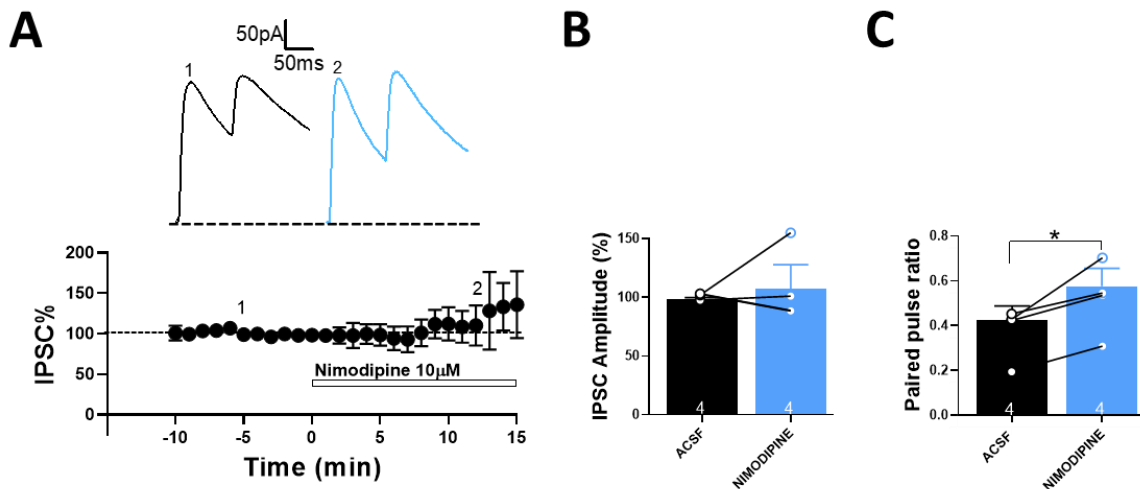 A
50pA
50ms
1
2
IPSC%
200
150
100
50
0
1
2
Nimodipine 10μM
-10
-5
0
5
10
15
Time (min)
B
IPSC Amplitude (%)
150
100
50
0
4
4
ACSF
NIMODIPINE
C
Paired pulse ratio
0.8
0.6
0.4
0.2
0.0
*
4
4
ACSF
NIMODIPINE